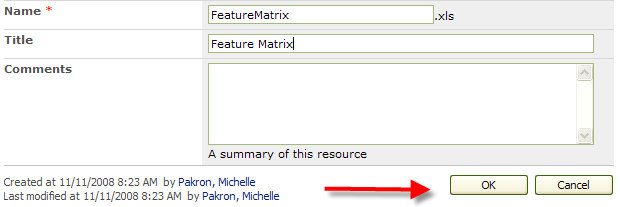 Name * FeatureMatrix .xls
Title Feature Matrix
Comments
A summary of this resource
Created at 11/11/2008 8:23 AM by Pakron, Michelle
Last modified at 11/11/2008 8:23 AM by Pakron, Michelle
OK Cancel